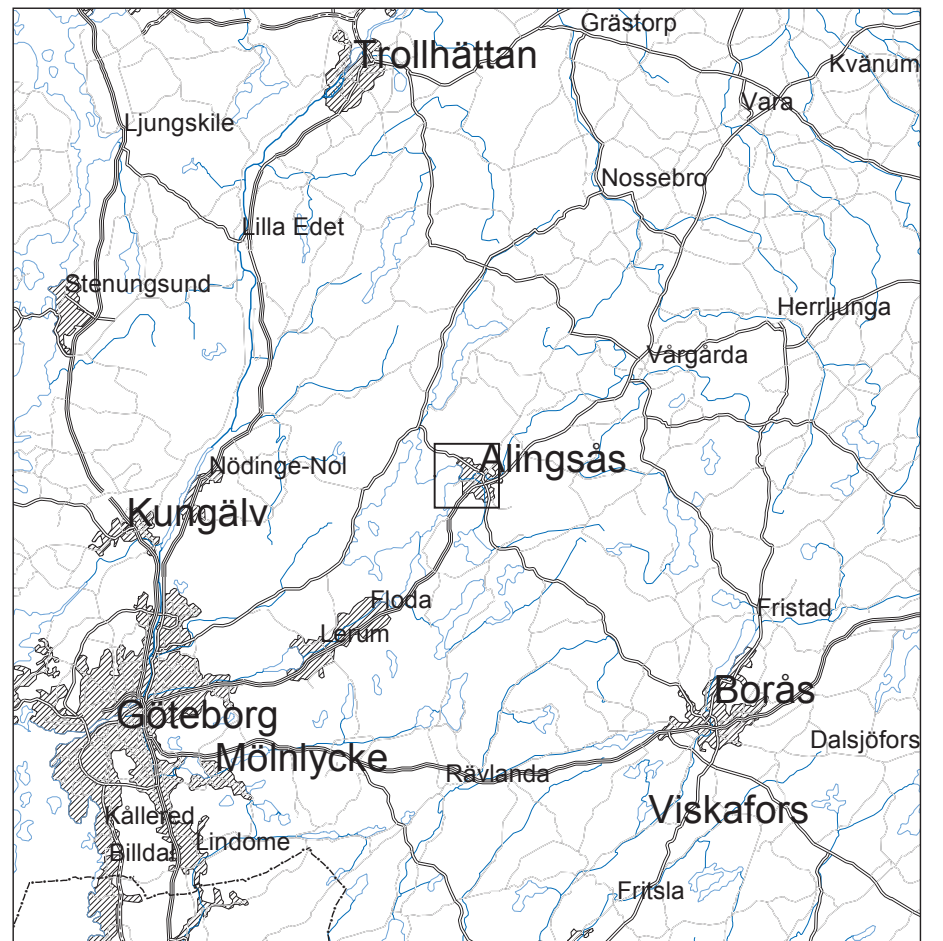 Grästorp
Trollhättan
Kvänum
Vara
Ljungskile
Nossebro
Lilla Edet
Stenungsund
Herrljunga
Vårgårda
Alingsås
Nödinge-Nol
Kungälv
Floda
Fristad
Lerum
Borås
Göteborg
Dalsjöfors
Mölnlycke
Rävlanda
Viskafors
Kållered
Lindome
Billdal
Fritsla